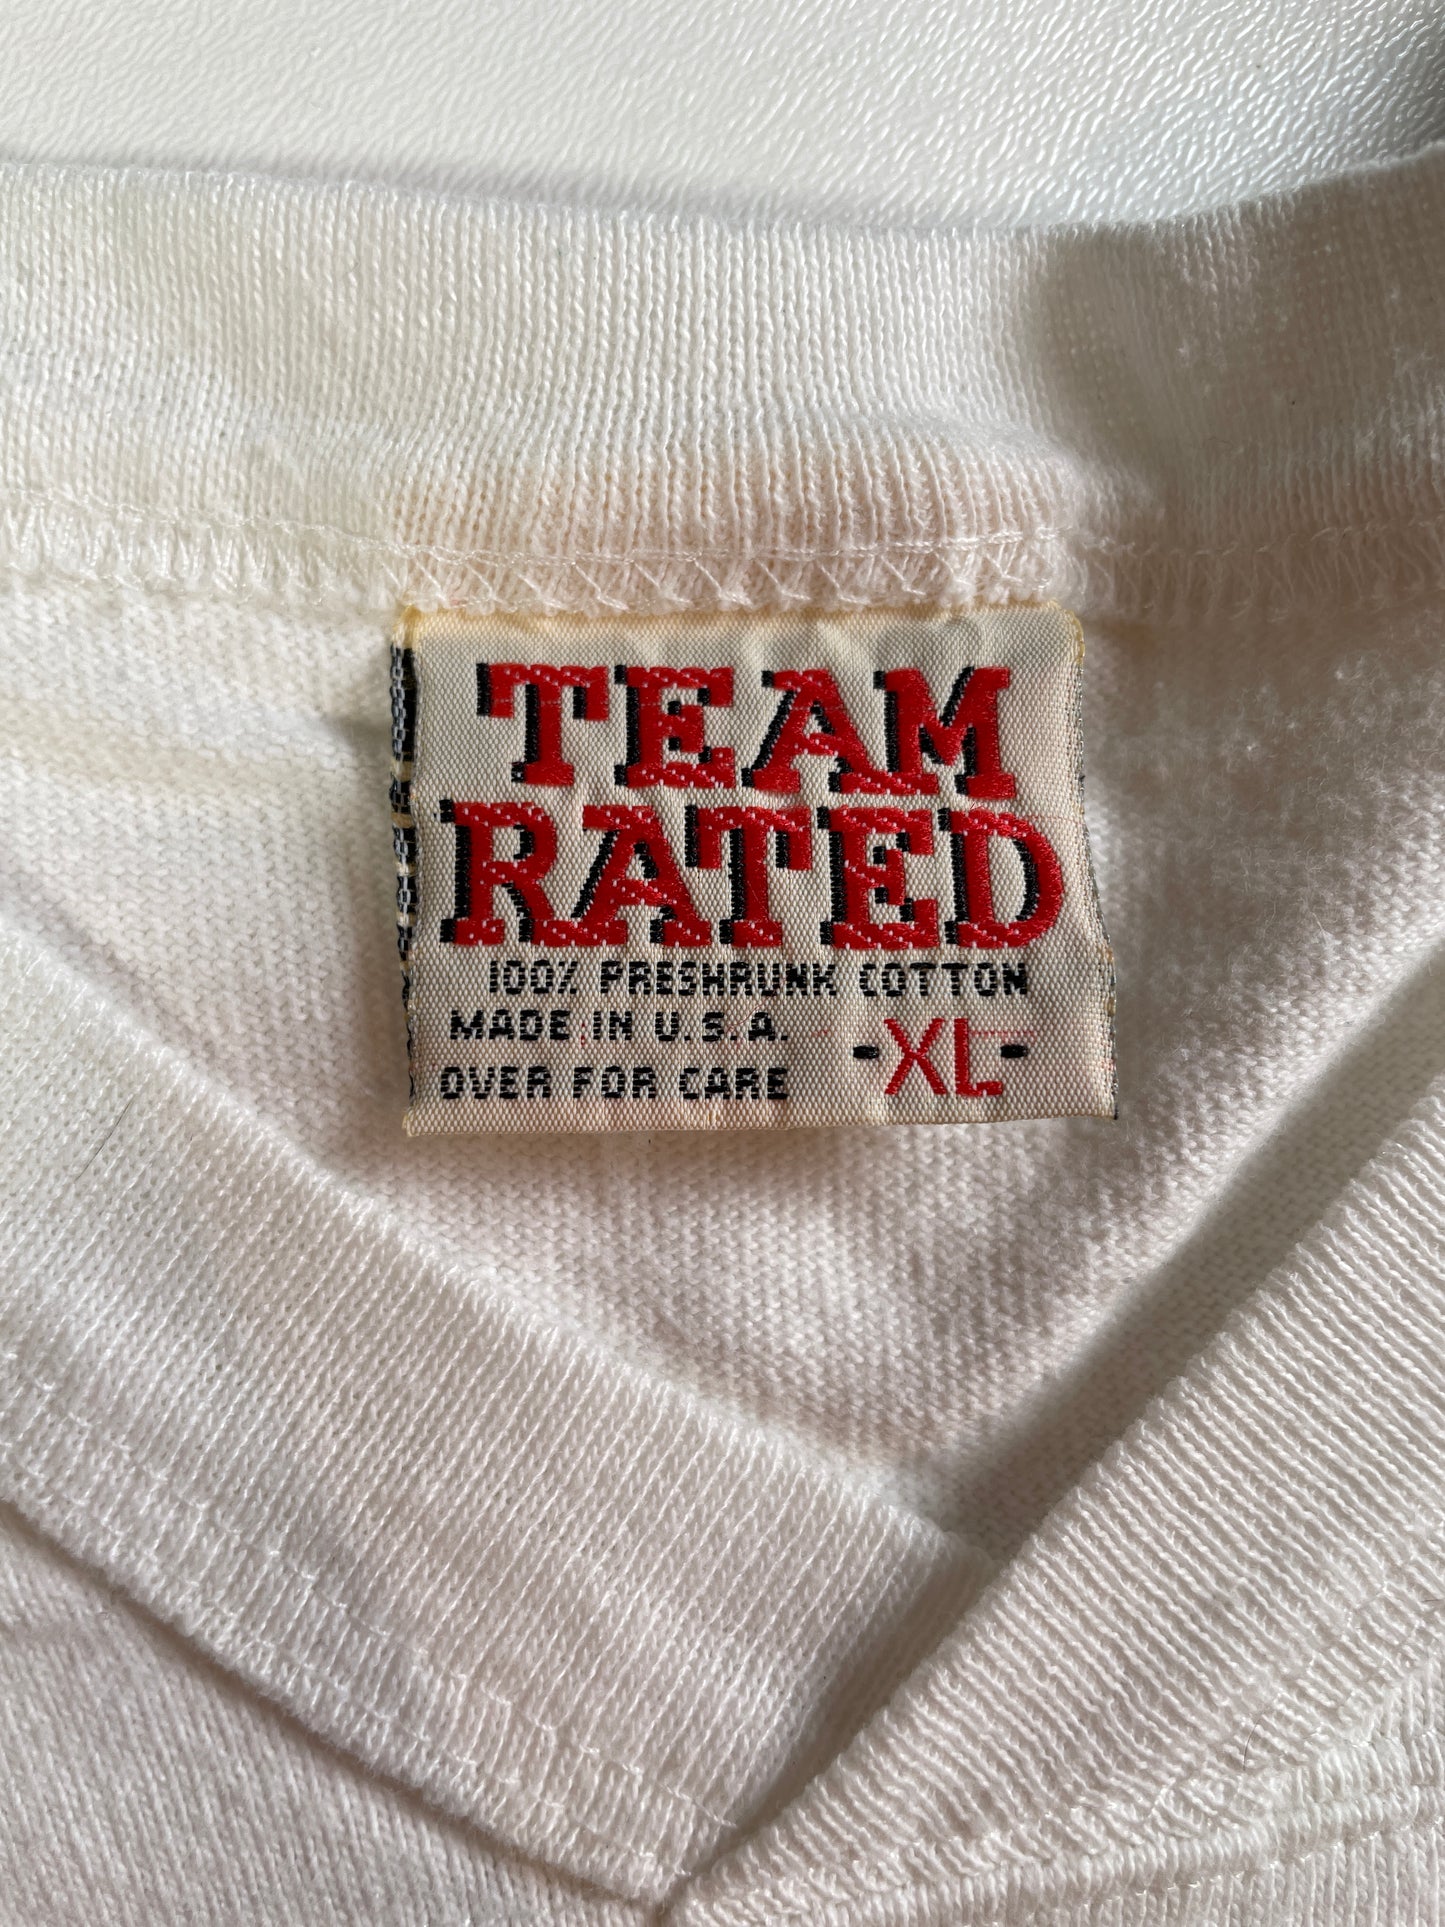 TEAM
RATED
100% PRESHRUNK COTTON
MADE IN U.S.A.
OVER FOR CARE
-XL-